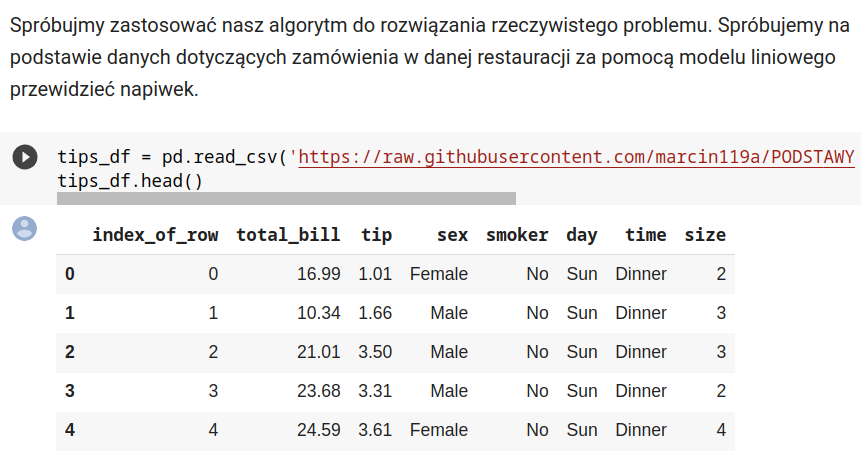 Spróbujmy zastosować nasz algorytm do rozwiązania rzeczywistego problemu. Spróbujemy na
podstawie danych dotyczących zamówienia w danej restauracji za pomocą modelu liniowego
przewidzieć napiwek.
tips_df = pd.read_csv('https://raw.githubusercontent.com/marcin119a/PODSTAWY
tips_df.head()
index_of_row total_bill tip sex smoker day time size
0 0 16.99 1.01 Female No Sun Dinner 2
1 1 10.34 1.66 Male No Sun Dinner 3
2 2 21.01 3.50 Male No Sun Dinner 3
3 3 23.68 3.31 Male No Sun Dinner 2
4 4 24.59 3.61 Female No Sun Dinner 4